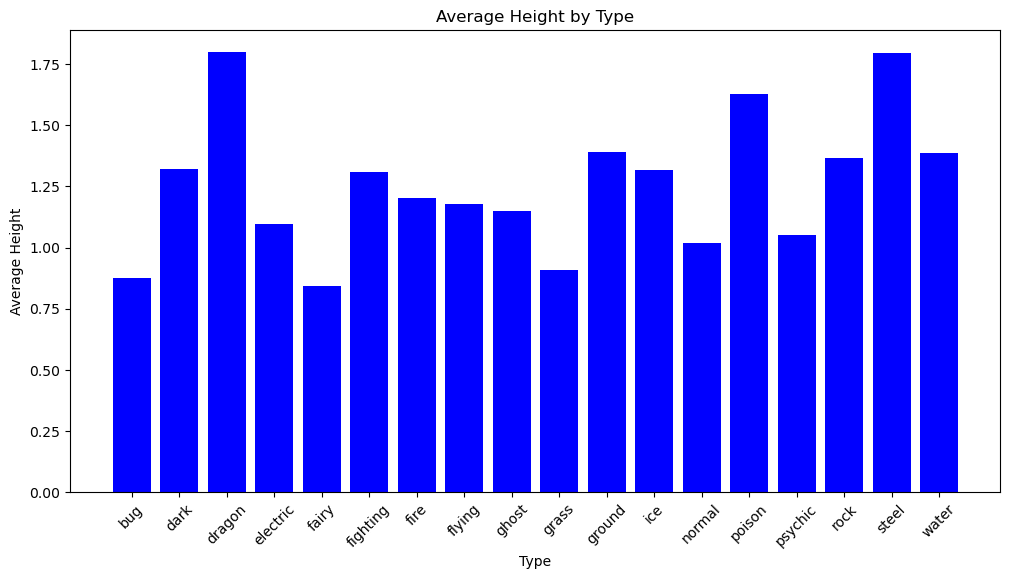 Average Height by Type
Average Height
1.75
1.50
1.25
1.00
0.75
0.50
0.25
0.00
bug
dark
dragon
electric
fairy
fighting
fire
flying
ghost
grass
ground
ice
normal
poison
psychic
rock
steel
water
Type